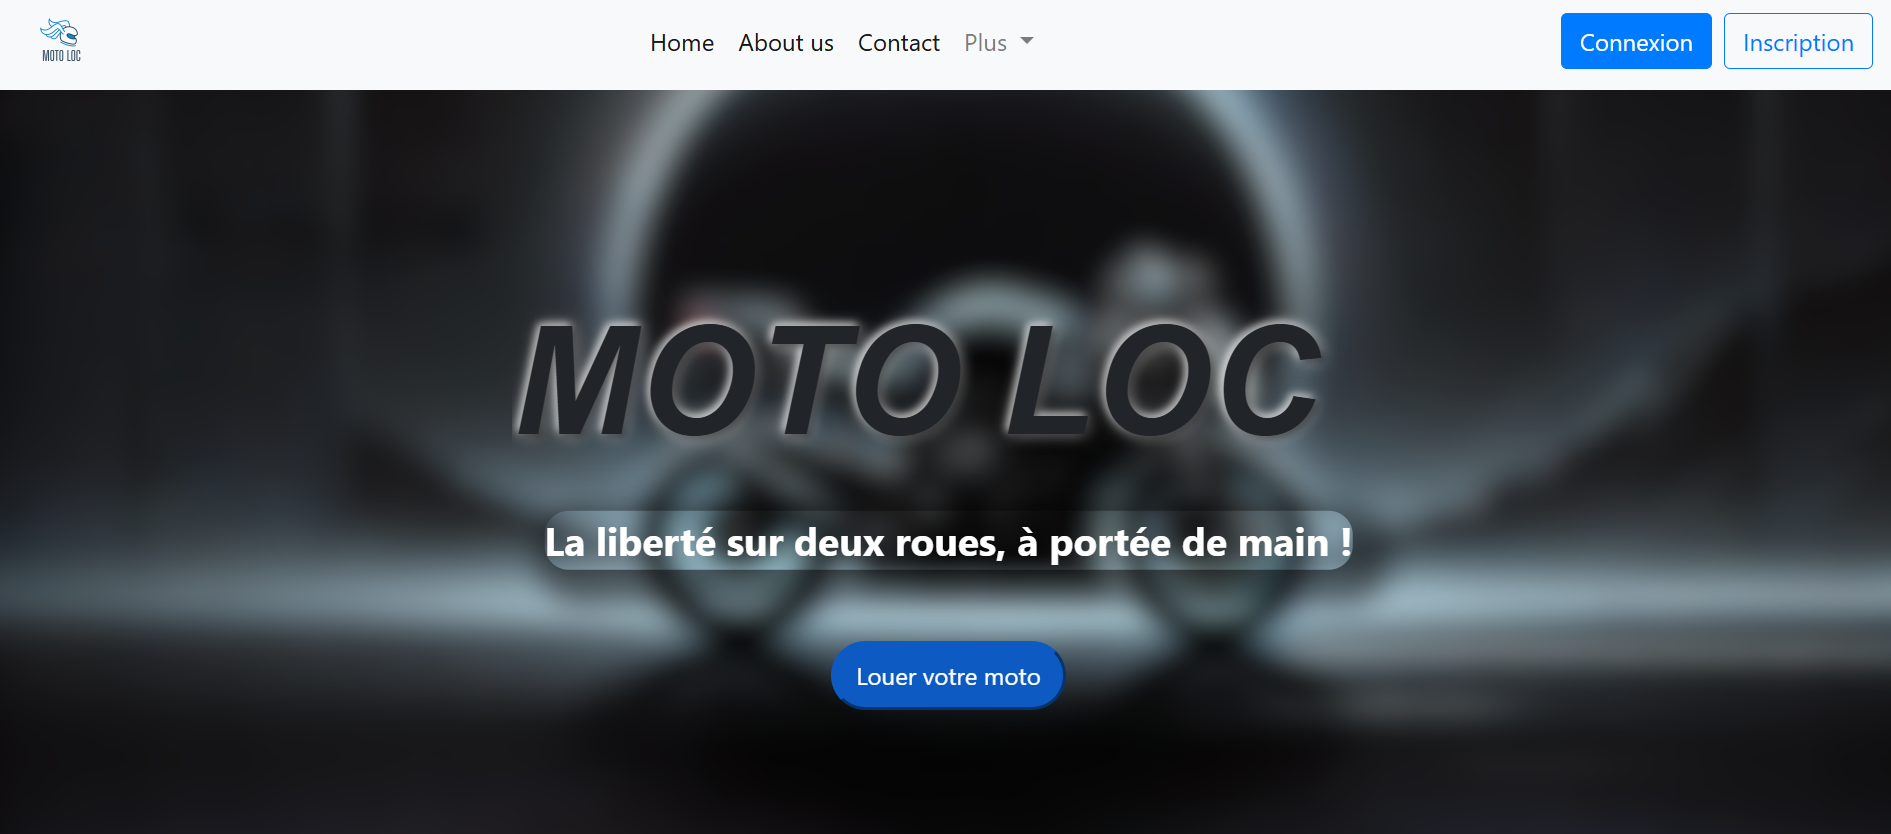 MOTO LOC
Home About us Contact Plus
Connexion Inscription
MOTO LOC
La liberté sur deux roues, à portée de main !
Louer votre moto